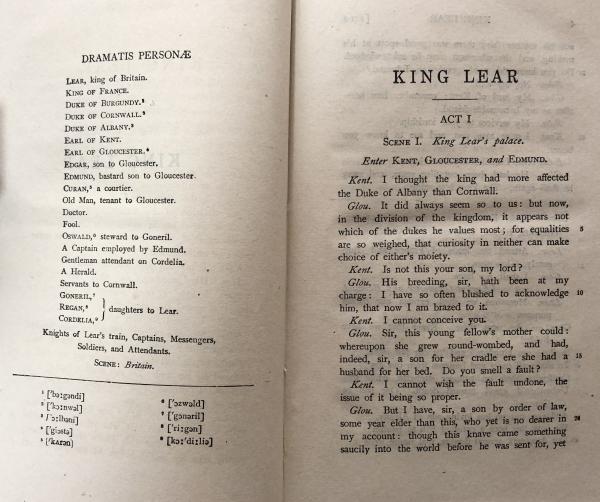 DRAMATIS PERSONÆ
LEAR, king of Britain.
KING OF FRANCE.
DUKE OF BURGUNDY.¹
DUKE OF CORNWALL.²
DUKE OF ALBANY.³
EARL OF KENT.
EARL OF GLOUCESTER.⁴
EDGAR, son to Gloucester.
EDMUND, bastard son to Gloucester.
CURAN,⁵ a courtier.
Old Man, tenant to Gloucester.
Doctor.
Fool.
OSWALD,⁶ steward to Goneril.
A Captain employed by Edmund.
Gentleman attendant on Cordelia.
A Herald.
Servants to Cornwall.
GONERIL,⁷
REGAN,⁸ } daughters to Lear.
CORDELIA,⁹
Knights of Lear's train, Captains, Messengers,
Soldiers, and Attendants.
SCENE: Britain.
¹ ['bə:gəndi]
² ['kɔ:nwəl]
³ ['ɔ:lbəni]
⁴ ['glɔstə]
⁵ ['kʌrən]
⁶ ['ɔzwəld]
⁷ ['gɔnəril]
⁸ ['ri:gən]
⁹ [kɔ:'di:liə]
KING LEAR
ACT I
SCENE I. King Lear's palace.
Enter KENT, GLOUCESTER, and EDMUND.
Kent. I thought the king had more affected
the Duke of Albany than Cornwall.
Glou. It did always seem so to us: but now,
in the division of the kingdom, it appears not
which of the dukes he values most; for equalities 5
are so weighed, that curiosity in neither can make
choice of either's moiety.
Kent. Is not this your son, my lord?
Glou. His breeding, sir, hath been at my
charge: I have so often blushed to acknowledge 10
him, that now I am brazed to it.
Kent. I cannot conceive you.
Glou. Sir, this young fellow's mother could:
whereupon she grew round-wombed, and had,
indeed, sir, a son for her cradle ere she had a 15
husband for her bed. Do you smell a fault?
Kent. I cannot wish the fault undone, the
issue of it being so proper.
Glou. But I have, sir, a son by order of law,
some year elder than this, who yet is no dearer in 20
my account: though this knave came something
saucily into the world before he was sent for, yet